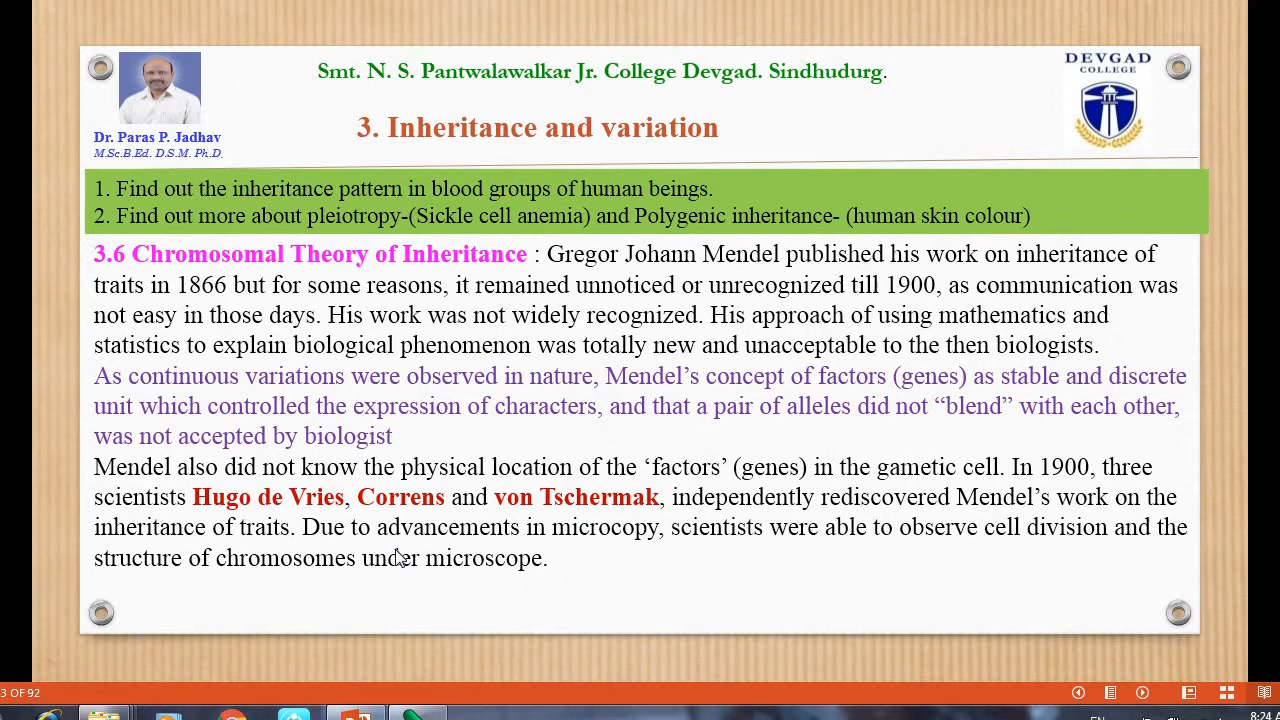 Smt. N. S. Pantwalawalkar Jr. College Devgad. Sindhudurg.
DEVGAD
COLLEGE
3. Inheritance and variation
Dr. Paras P. Jadhav
M.Sc.B.Ed. D.S.M. Ph.D.
1. Find out the inheritance pattern in blood groups of human beings.
2. Find out more about pleiotropy-(Sickle cell anemia) and Polygenic inheritance- (human skin colour)
3.6 Chromosomal Theory of Inheritance : Gregor Johann Mendel published his work on inheritance of
traits in 1866 but for some reasons, it remained unnoticed or unrecognized till 1900, as communication was
not easy in those days. His work was not widely recognized. His approach of using mathematics and
statistics to explain biological phenomenon was totally new and unacceptable to the then biologists.
As continuous variations were observed in nature, Mendel’s concept of factors (genes) as stable and discrete
unit which controlled the expression of characters, and that a pair of alleles did not “blend” with each other,
was not accepted by biologist
Mendel also did not know the physical location of the ‘factors’ (genes) in the gametic cell. In 1900, three
scientists Hugo de Vries, Correns and von Tschermak, independently rediscovered Mendel’s work on the
inheritance of traits. Due to advancements in microcopy, scientists were able to observe cell division and the
structure of chromosomes under microscope.
3 OF 92
EN
8:24 A